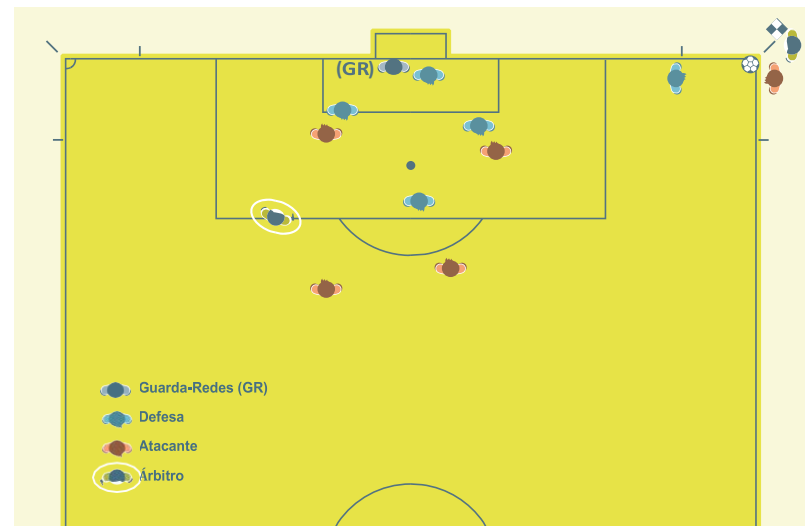 (GR)
Guarda-Redes (GR)
Defesa
Atacante
Árbitro